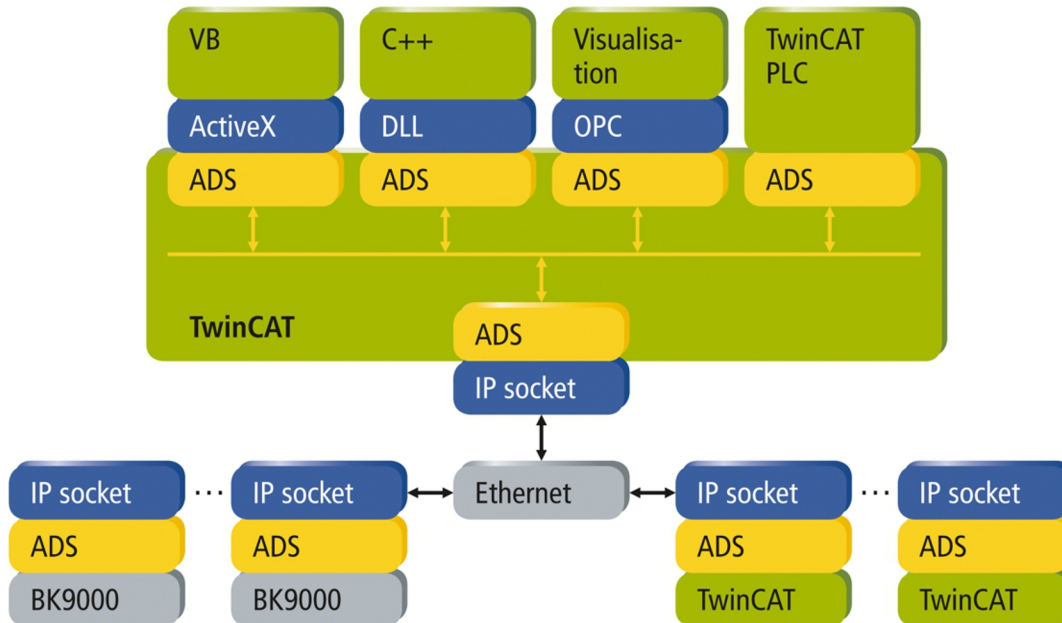 VB
C++
Visualisa-
tion
TwinCAT
PLC
ActiveX
DLL
OPC
ADS
ADS
ADS
ADS
TwinCAT
ADS
IP socket
IP socket
...
IP socket
Ethernet
IP socket
...
IP socket
ADS
ADS
ADS
ADS
BK9000
BK9000
TwinCAT
TwinCAT